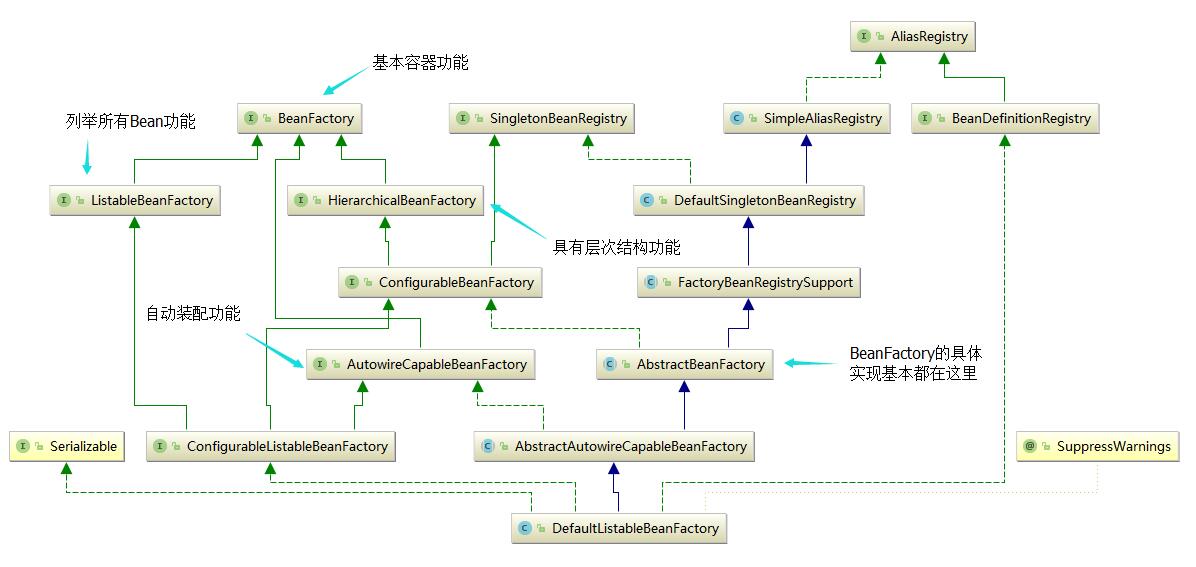 AliasRegistry
基本容器功能
列举所有Bean功能
BeanFactory
SingletonBeanRegistry
SimpleAliasRegistry
BeanDefinitionRegistry
ListableBeanFactory
HierarchicalBeanFactory
DefaultSingletonBeanRegistry
具有层次结构功能
ConfigurableBeanFactory
FactoryBeanRegistrySupport
自动装配功能
AutowireCapableBeanFactory
AbstractBeanFactory
BeanFactory的具体
实现基本都在这里
Serializable
ConfigurableListableBeanFactory
AbstractAutowireCapableBeanFactory
SuppressWarnings
DefaultListableBeanFactory